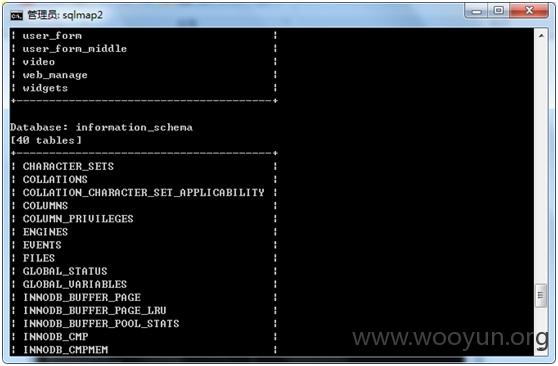 管理员: sqlmap2
| user_form |
| user_form_middle |
| video |
| web_manage |
| widgets |
+---------------------------------------+
Database: information_schema
[40 tables]
+---------------------------------------+
| CHARACTER_SETS |
| COLLATIONS |
| COLLATION_CHARACTER_SET_APPLICABILITY |
| COLUMNS |
| COLUMN_PRIVILEGES |
| ENGINES |
| EVENTS |
| FILES |
| GLOBAL_STATUS |
| GLOBAL_VARIABLES |
| INNODB_BUFFER_PAGE |
| INNODB_BUFFER_PAGE_LRU |
| INNODB_BUFFER_POOL_STATS |
| INNODB_CMP |
| INNODB_CMPMEM |
www.wooyun.org